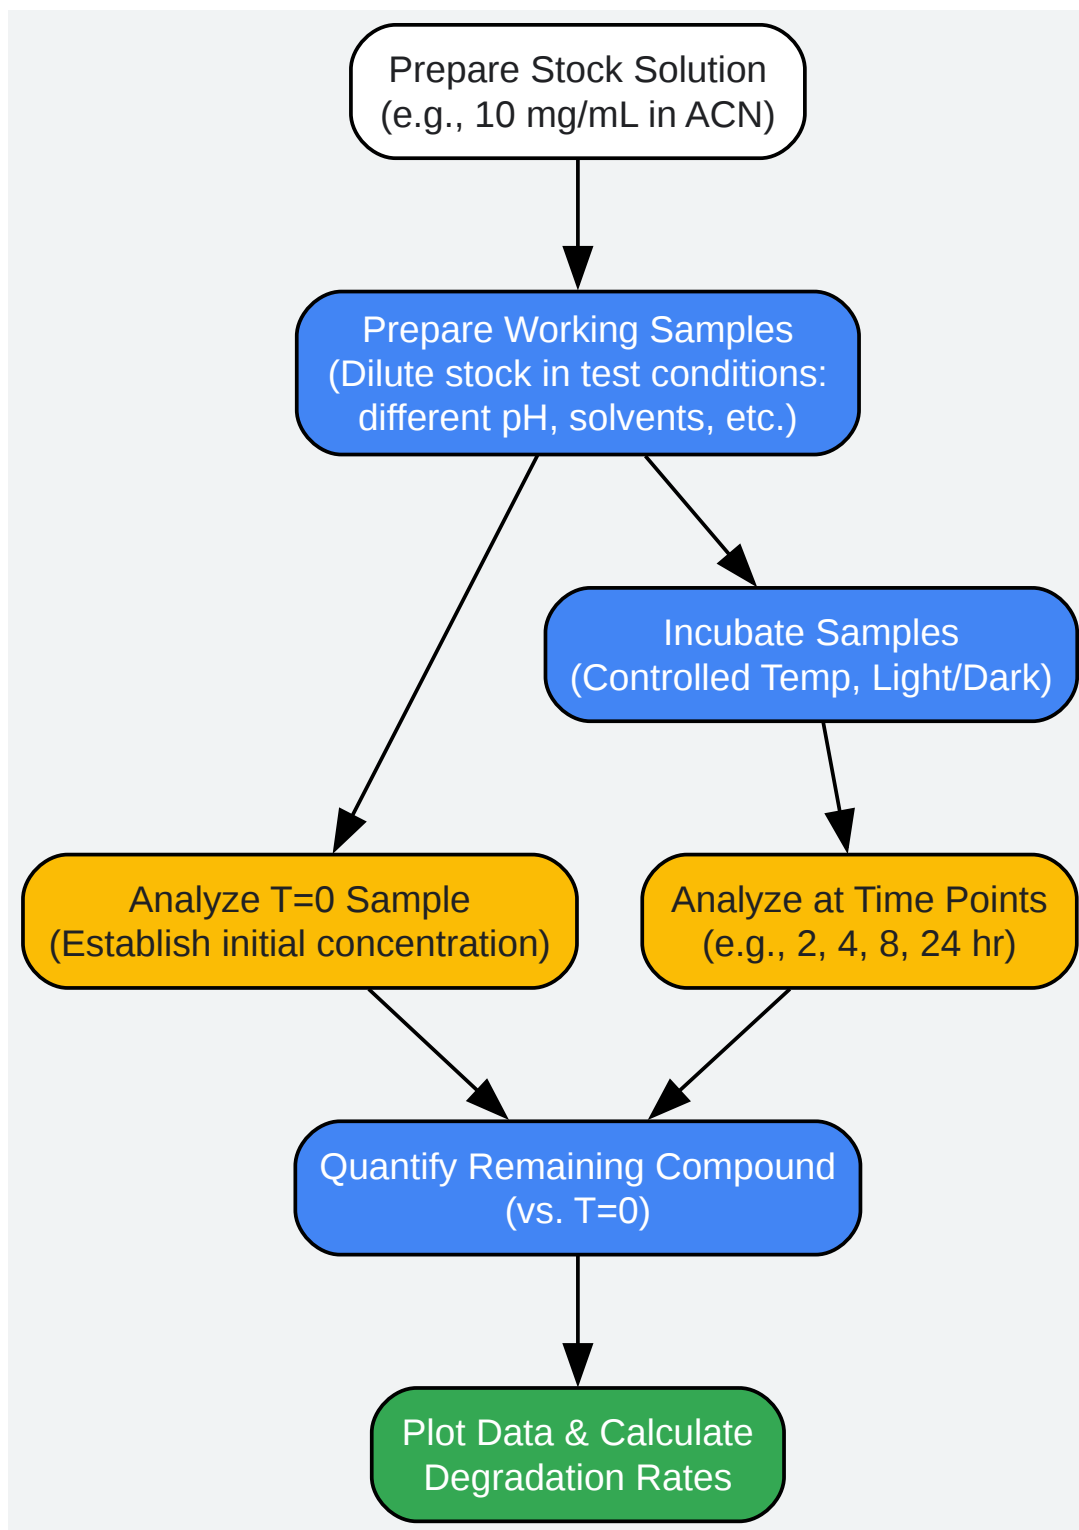 Prepare Stock Solution
(e.g., 10 mg/mL in ACN)
Prepare Working Samples
(Dilute stock in test conditions:
different pH, solvents, etc.)
Incubate Samples
(Controlled Temp, Light/Dark)
Analyze T=0 Sample
(Establish initial concentration)
Analyze at Time Points
(e.g., 2, 4, 8, 24 hr)
Quantify Remaining Compound
(vs. T=0)
Plot Data & Calculate
Degradation Rates